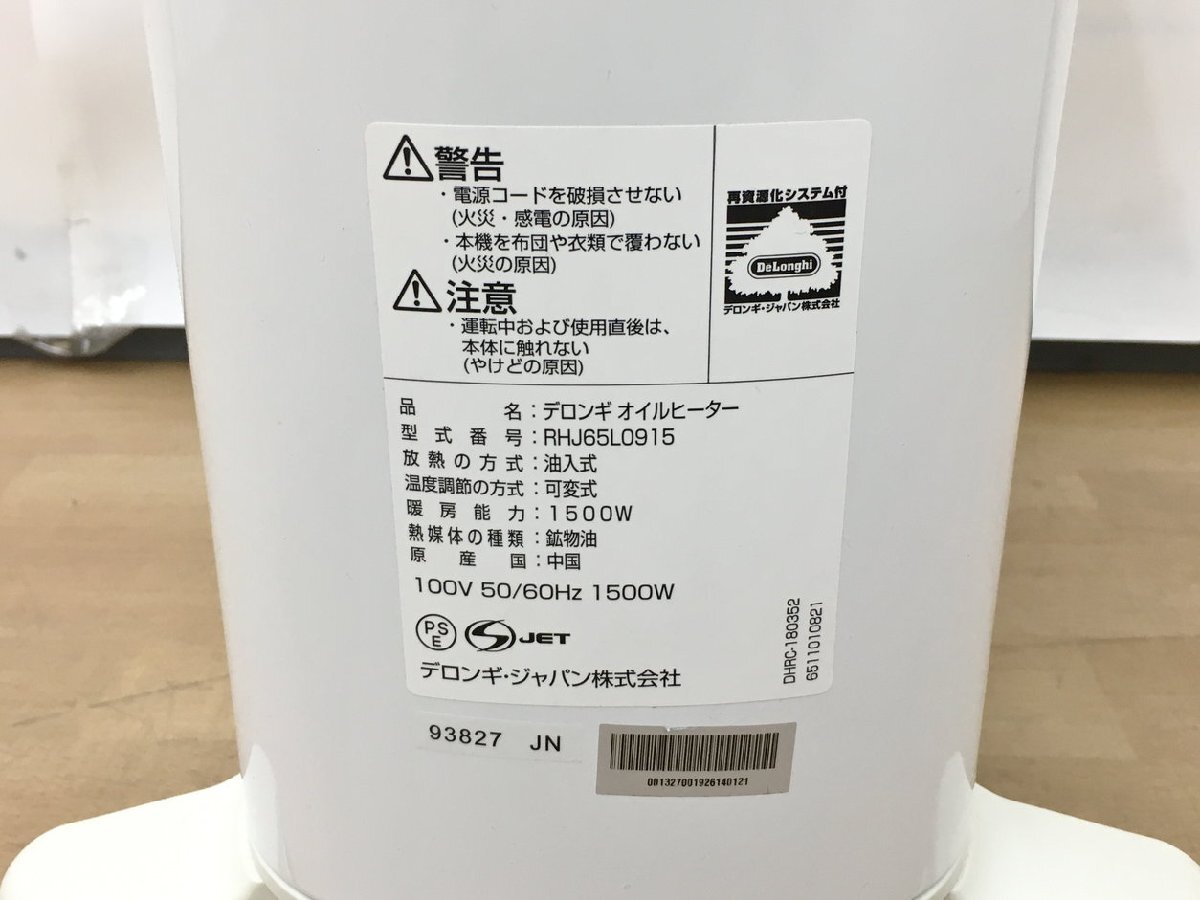 警告
・電源コードを破損させない
(火災・感電の原因)
・本機を布団や衣類で覆わない
(火災の原因)
注意
・運転中および使用直後は、
本体に触れない
(やけどの原因)
再資源化システム付
DeLonghi
デロンギ・ジャパン株式会社
品名：デロンギ オイルヒーター
型式番号：RHJ65L0915
放熱の方式：油入式
温度調節の方式：可変式
暖房能力：1500W
熱媒体の種類：鉱物油
原産国：中国
100V 50/60Hz 1500W
PSE
JET
デロンギ・ジャパン株式会社
DHRC-180352
6511010821
93827 JN
081327001926140121